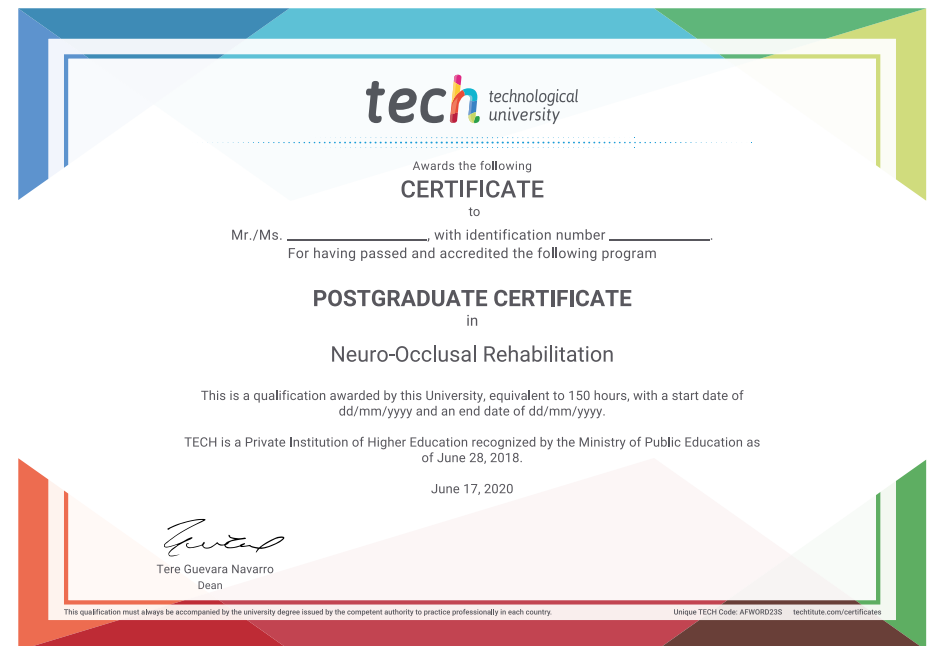 tech technological
university
Awards the following
CERTIFICATE
to
Mr./Ms. ____________________, with identification number ______________.
For having passed and accredited the following program
POSTGRADUATE CERTIFICATE
in
Neuro-Occlusal Rehabilitation
This is a qualification awarded by this University, equivalent to 150 hours, with a start date of
dd/mm/yyyy and an end date of dd/mm/yyyy.
TECH is a Private Institution of Higher Education recognized by the Ministry of Public Education as
of June 28, 2018.
June 17, 2020
Tere Guevara Navarro
Dean
This qualification must always be accompanied by the university degree issued by the competent authority to practice professionally in each country.
Unique TECH Code: AFWORD23S techtitute.com/certificates